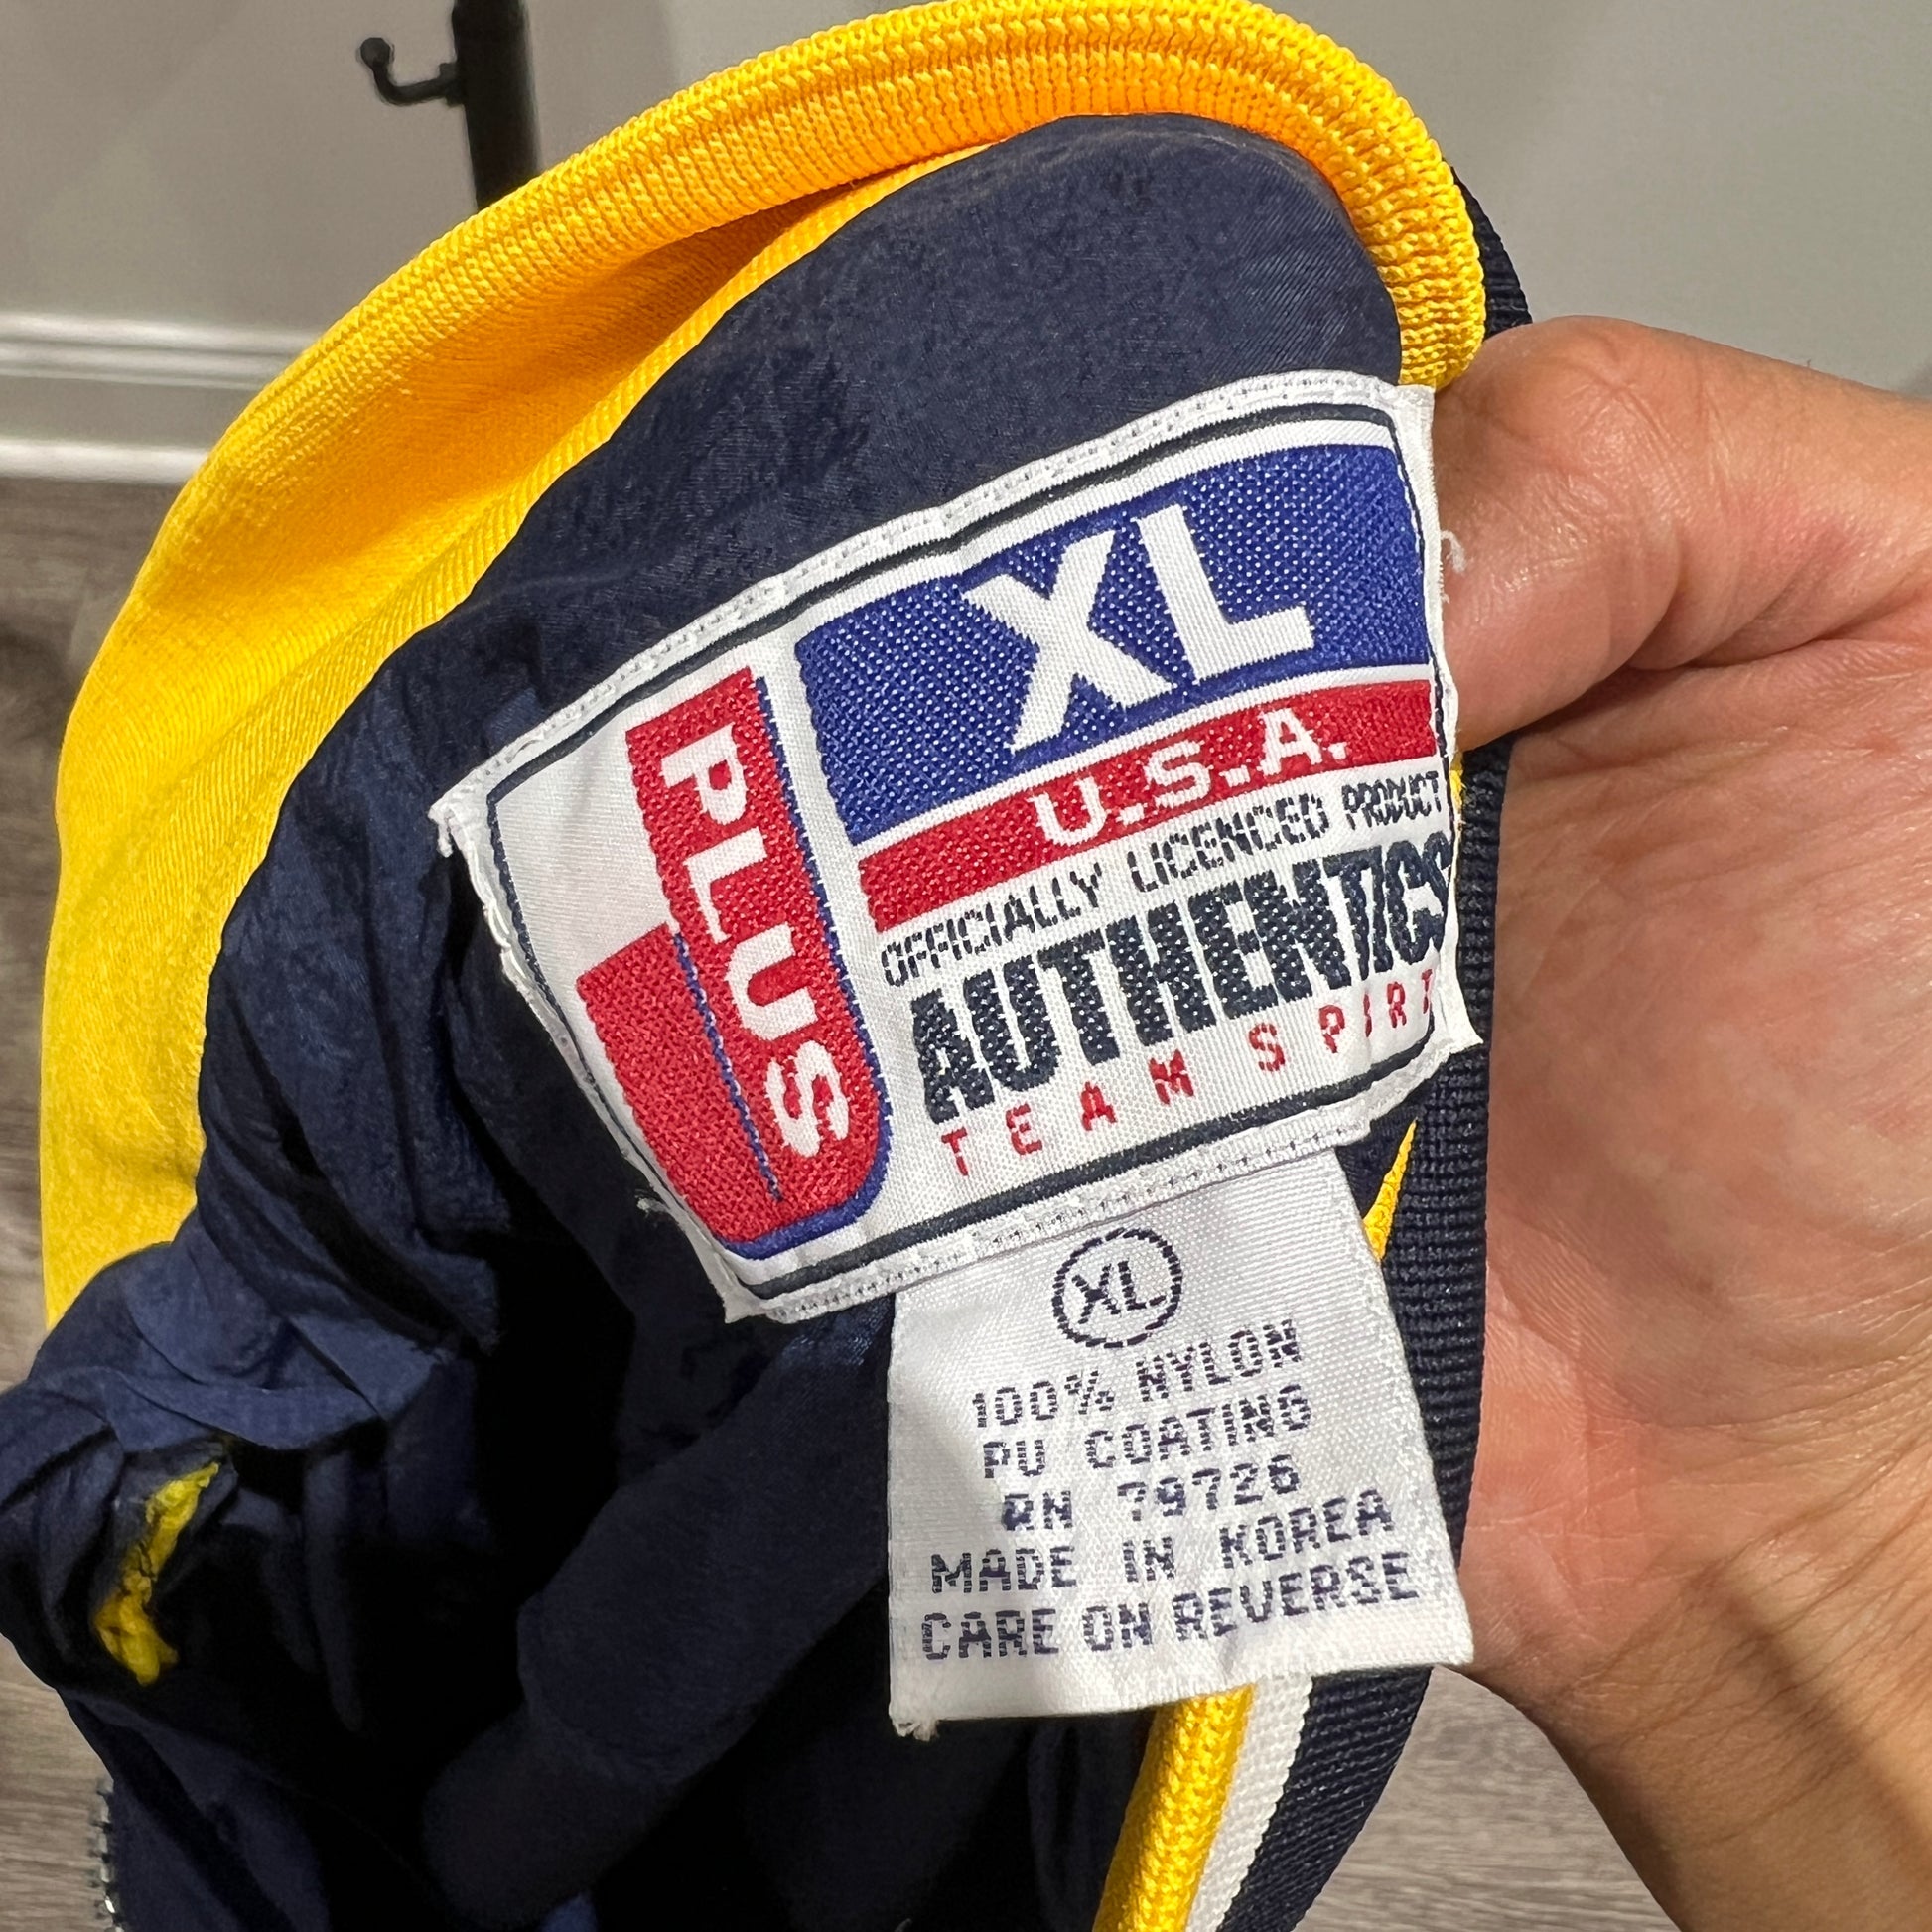 XL
U.S.A.
PLUS
OFFICIALLY LICENCED PRODUCT
AUTHENTICS
TEAM SPORT
XL
100% NYLON
PU COATING
RN 79726
MADE IN KOREA
CARE ON REVERSE